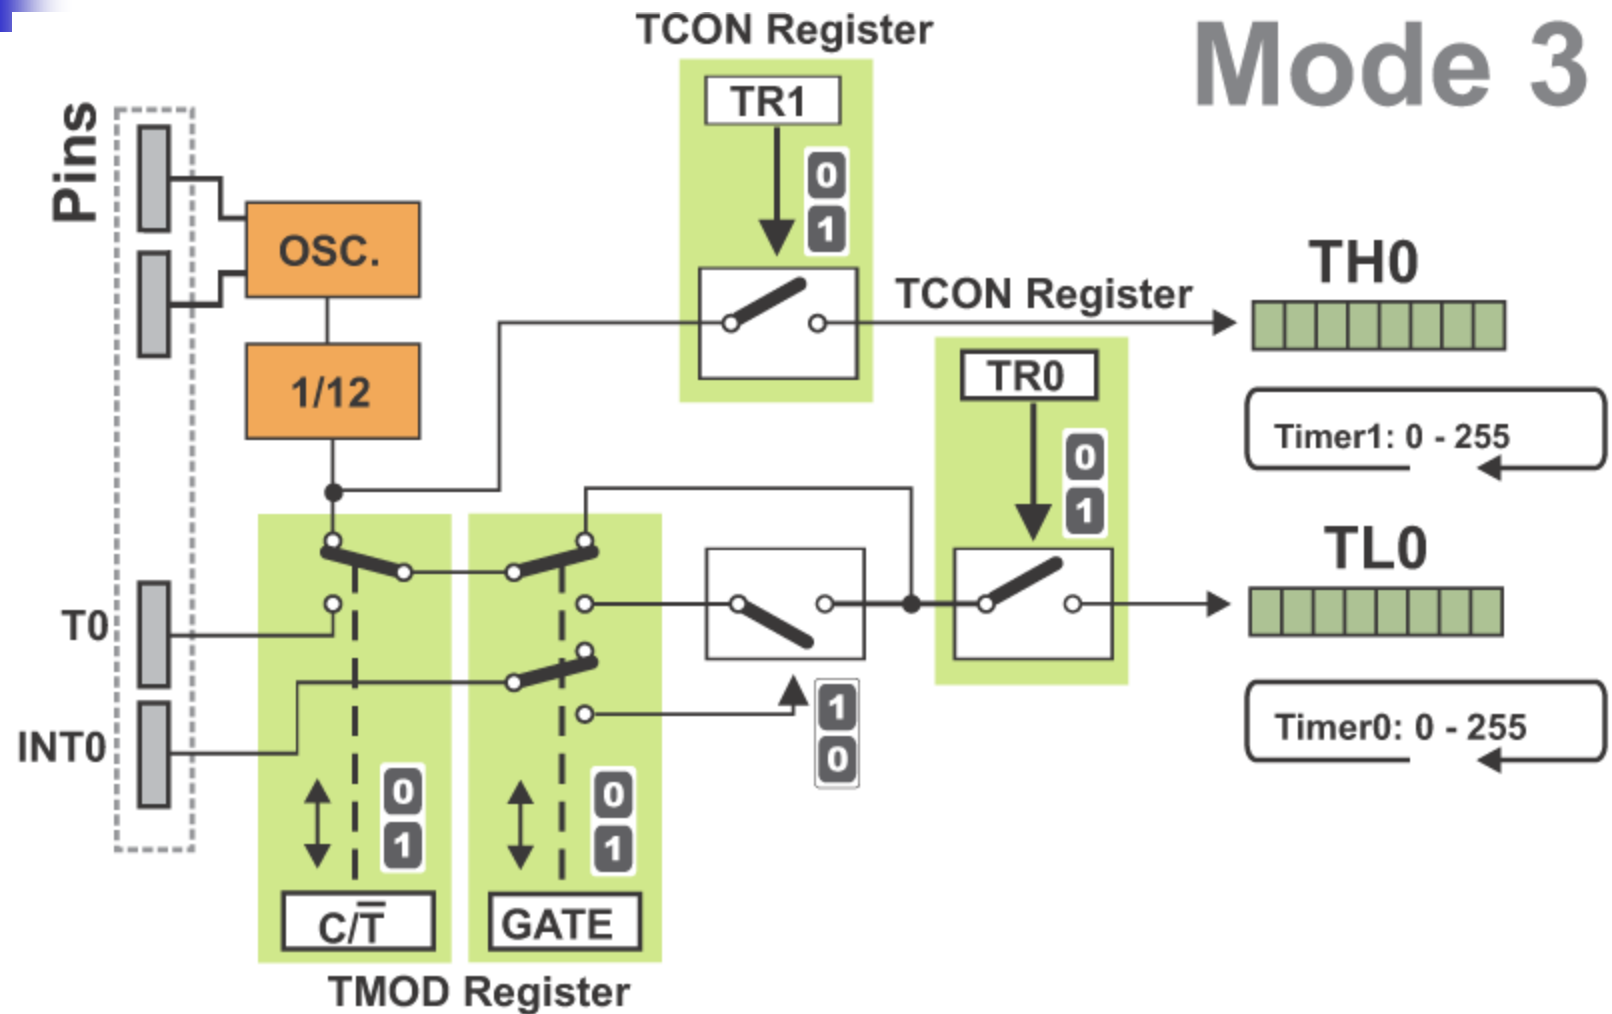 TCON Register
Mode 3
Pins
TR1
0
1
OSC.
TCON Register
TH0
1/12
TR0
Timer1: 0 - 255
0
1
TL0
T0
INT0
1
0
Timer0: 0 - 255
0
1
0
1
C/T̅
GATE
TMOD Register